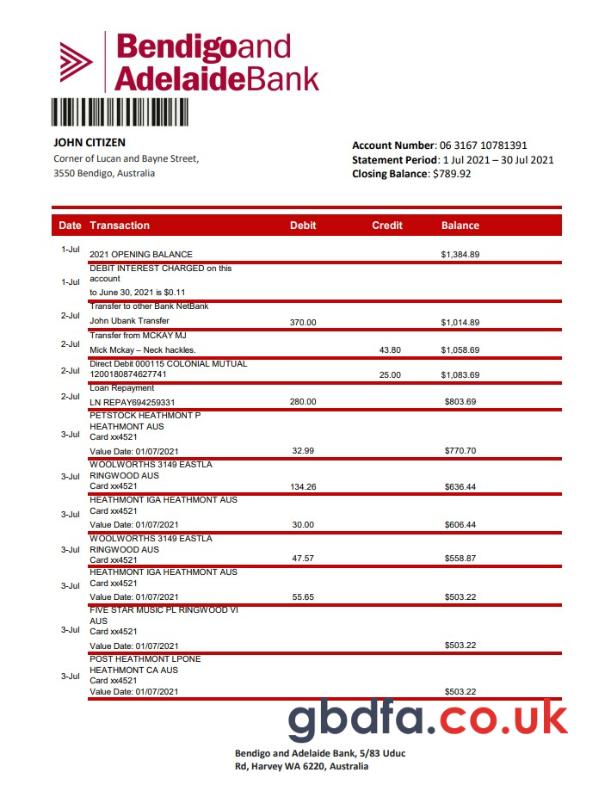 Bendigoand
AdelaideBank
JOHN CITIZEN
Corner of Lucan and Bayne Street,
3550 Bendigo, Australia
Account Number: 06 3167 10781391
Statement Period: 1 Jul 2021 – 30 Jul 2021
Closing Balance: $789.92
Date Transaction Debit Credit Balance
1-Jul 2021 OPENING BALANCE $1,384.89
DEBIT INTEREST CHARGED on this
account
1-Jul
to June 30, 2021 is $0.11
Transfer to other Bank NetBank
2-Jul
John Ubank Transfer 370.00 $1,014.89
Transfer from MCKAY MJ
2-Jul
Mick Mckay – Neck hackles. 43.80 $1,058.69
Direct Debit 000115 COLONIAL MUTUAL
2-Jul 1200180874627741 25.00 $1,083.69
Loan Repayment
2-Jul
LN REPAY694259331 280.00 $803.69
PETSTOCK HEATHMONT P
HEATHMONT AUS
3-Jul Card xx4521
Value Date: 01/07/2021 32.99 $770.70
WOOLWORTHS 3149 EASTLA
3-Jul RINGWOOD AUS
Card xx4521 134.26 $636.44
HEATHMONT IGA HEATHMONT AUS
3-Jul Card xx4521
Value Date: 01/07/2021 30.00 $606.44
WOOLWORTHS 3149 EASTLA
3-Jul RINGWOOD AUS
Card xx4521 47.57 $558.87
HEATHMONT IGA HEATHMONT AUS
3-Jul Card xx4521
Value Date: 01/07/2021 55.65 $503.22
FIVE STAR MUSIC PL RINGWOOD VI
AUS
3-Jul Card xx4521
Value Date: 01/07/2021 $503.22
POST HEATHMONT LPONE
HEATHMONT CA AUS
3-Jul Card xx4521
Value Date: 01/07/2021 $503.22
gbdfa.co.uk
Bendigo and Adelaide Bank, 5/83 Uduc
Rd, Harvey WA 6220, Australia